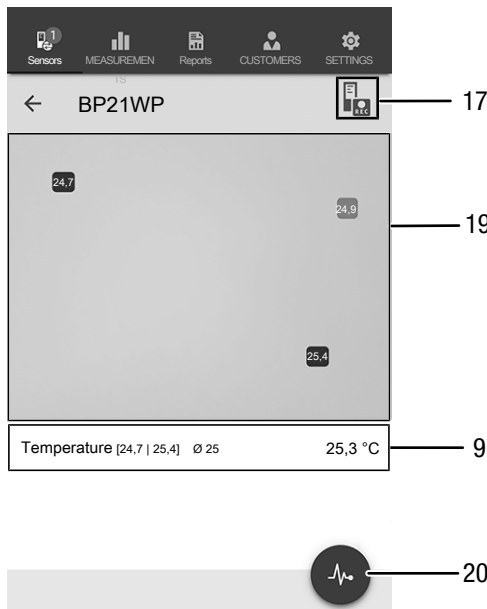 1
Sensors MEASUREMEN Reports CUSTOMERS SETTINGS
TS
BP21WP
REC
17
24,7
24,9
19
25,4
Temperature [24,7 | 25,4] Ø 25 25,3 °C
9
20